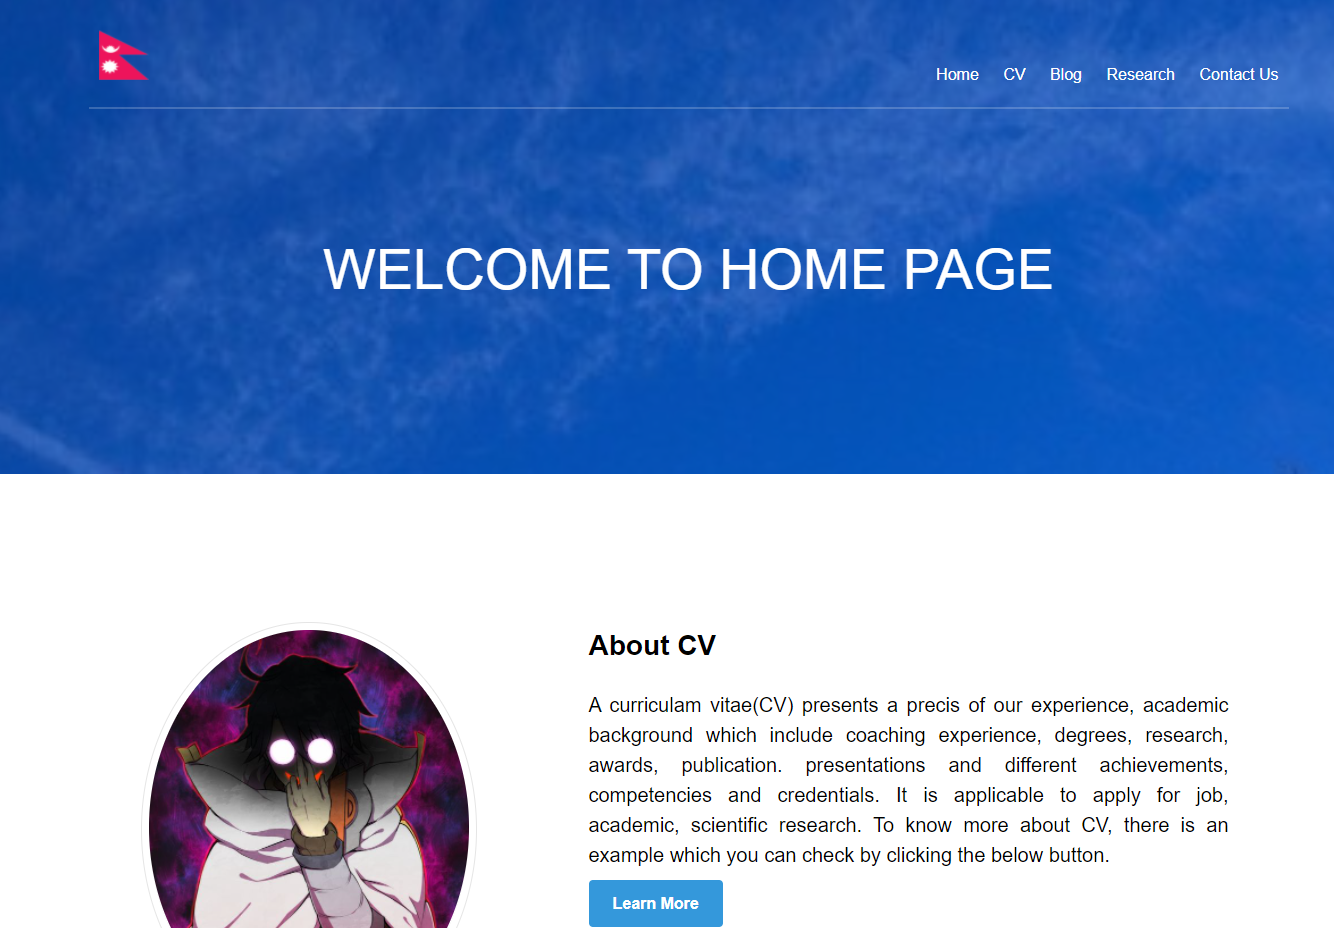 Home CV Blog Research Contact Us
WELCOME TO HOME PAGE
About CV
A curriculam vitae(CV) presents a precis of our experience, academic
background which include coaching experience, degrees, research,
awards, publication. presentations and different achievements,
competencies and credentials. It is applicable to apply for job,
academic, scientific research. To know more about CV, there is an
example which you can check by clicking the below button.
Learn More